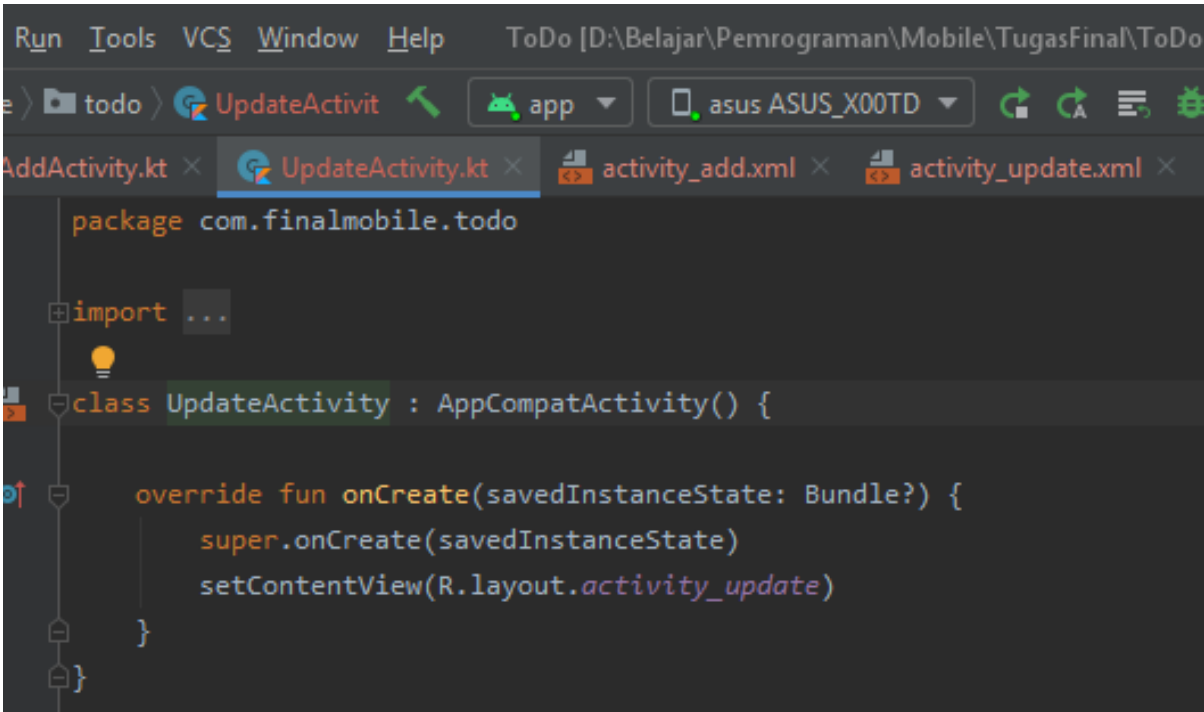 Run Tools VCS Window Help ToDo [D:\Belajar\Pemrograman\Mobile\TugasFinal\ToDo
e todo UpdateActivit app asus ASUS_X00TD
AddActivity.kt UpdateActivity.kt activity_add.xml activity_update.xml
package com.finalmobile.todo
import ...
class UpdateActivity : AppCompatActivity() {
override fun onCreate(savedInstanceState: Bundle?) {
super.onCreate(savedInstanceState)
setContentView(R.layout.activity_update)
}
}